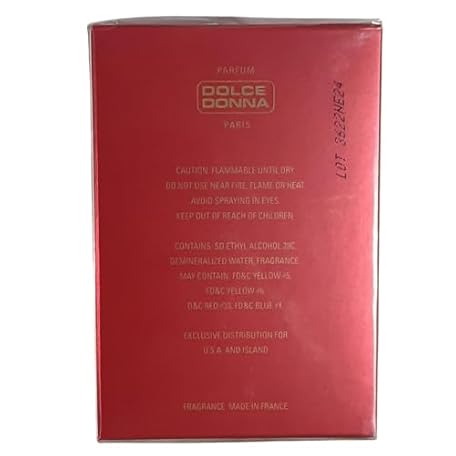 PARFUM
DOLCE
DONNA
PARIS
LOT 3622NE24
CAUTION: FLAMMABLE UNTIL DRY.
DO NOT USE NEAR FIRE, FLAME OR HEAT.
AVOID SPRAYING IN EYES.
KEEP OUT OF REACH OF CHILDREN.
CONTAINS: SD ETHYL ALCOHOL
DEMINERALIZED WATER, FRAGRANCE.
MAY CONTAIN: FD&C YELLOW #5,
FD&C YELLOW #6,
D&C RED #33, FD&C BLUE #1.
EXCLUSIVE DISTRIBUTION FOR
U.S.A. AND ISLAND
FRAGRANCE MADE IN FRANCE